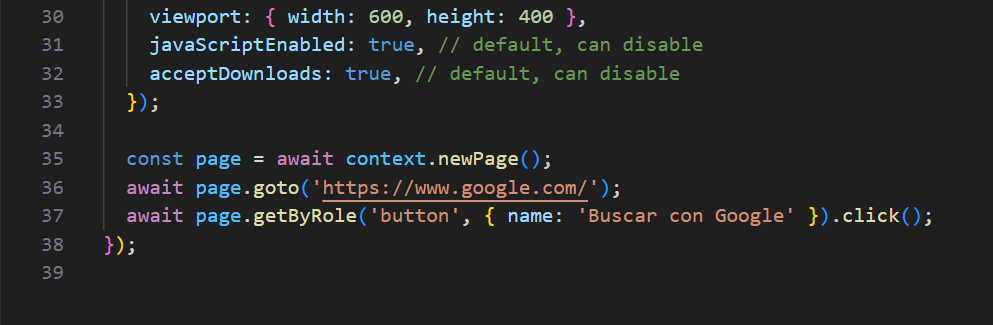 30 viewport: { width: 600, height: 400 },
31 javaScriptEnabled: true, // default, can disable
32 acceptDownloads: true, // default, can disable
33 });
34
35 const page = await context.newPage();
36 await page.goto('https://www.google.com/');
37 await page.getByRole('button', { name: 'Buscar con Google' }).click();
38 });
39